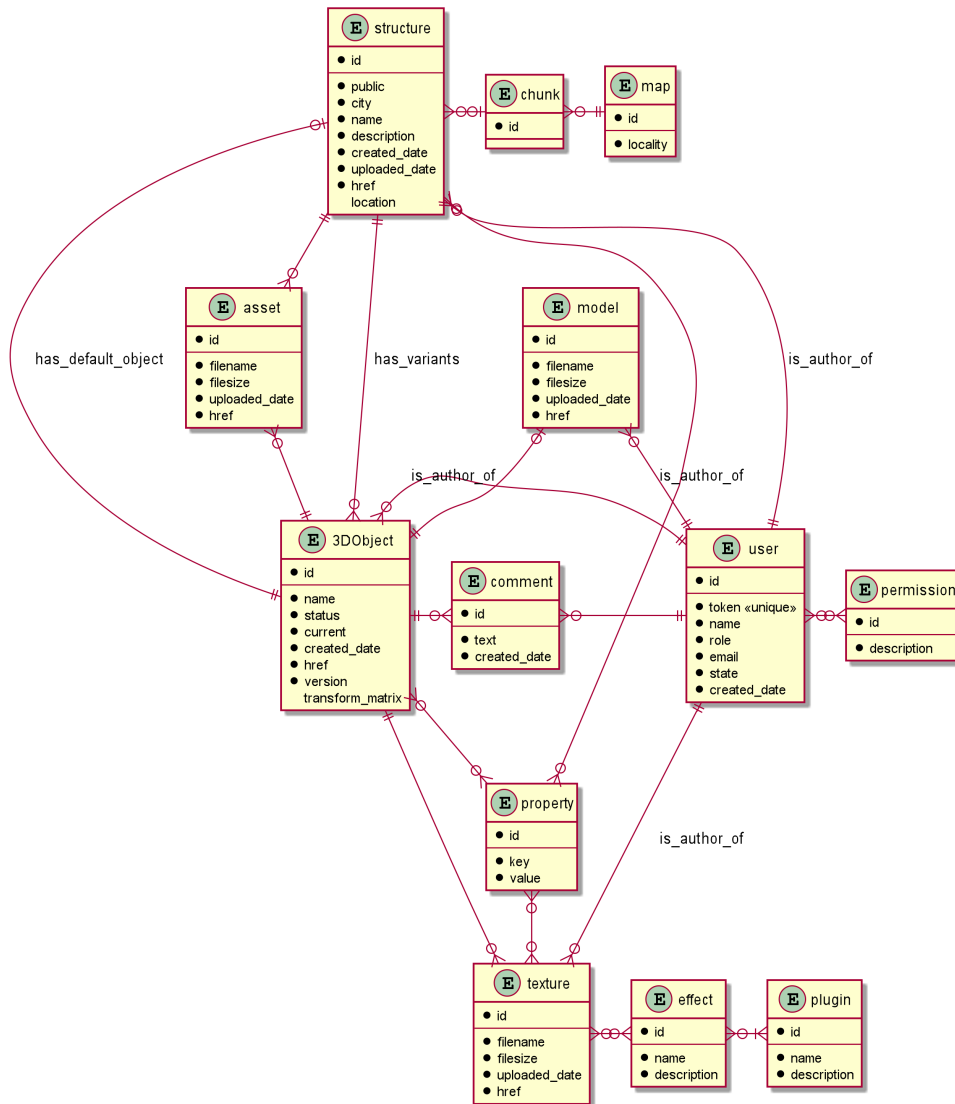 E structure
id
public
city
name
description
created_date
uploaded_date
href
location
E chunk
id
E map
id
locality
E asset
id
filename
filesize
uploaded_date
href
E model
id
filename
filesize
uploaded_date
href
has_default_object
has_variants
is_author_of
is_author_of
is_author_of
E 3DObject
id
name
status
current
created_date
href
version
transform_matrix
E comment
id
text
created_date
E user
id
token «unique»
name
role
email
state
created_date
E permission
id
description
E property
id
key
value
is_author_of
E texture
id
filename
filesize
uploaded_date
href
E effect
id
name
description
E plugin
id
name
description